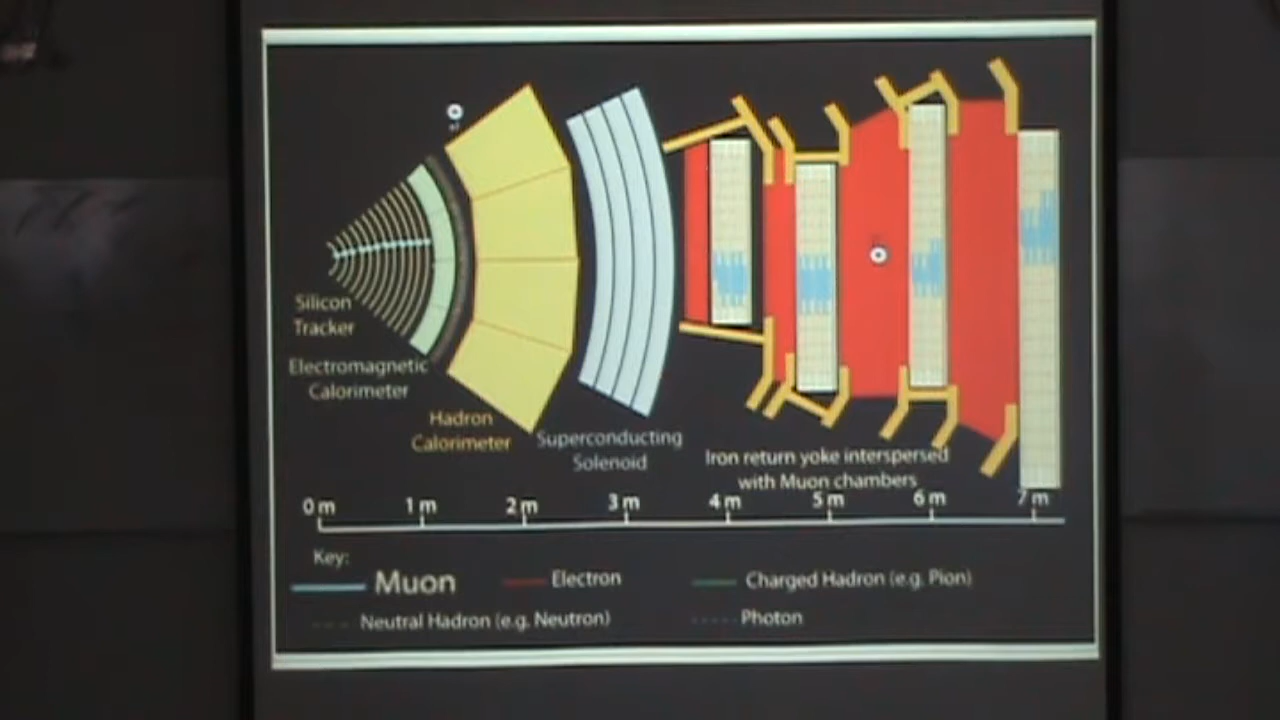 Silicon
Tracker
Electromagnetic
Calorimeter
Hadron
Calorimeter
Superconducting
Solenoid
Iron return yoke interspersed
with Muon chambers
0 m 1 m 2 m 3 m 4 m 5 m 6 m 7 m
Key:
Muon
Electron
Charged Hadron (e.g. Pion)
Neutral Hadron (e.g. Neutron)
Photon